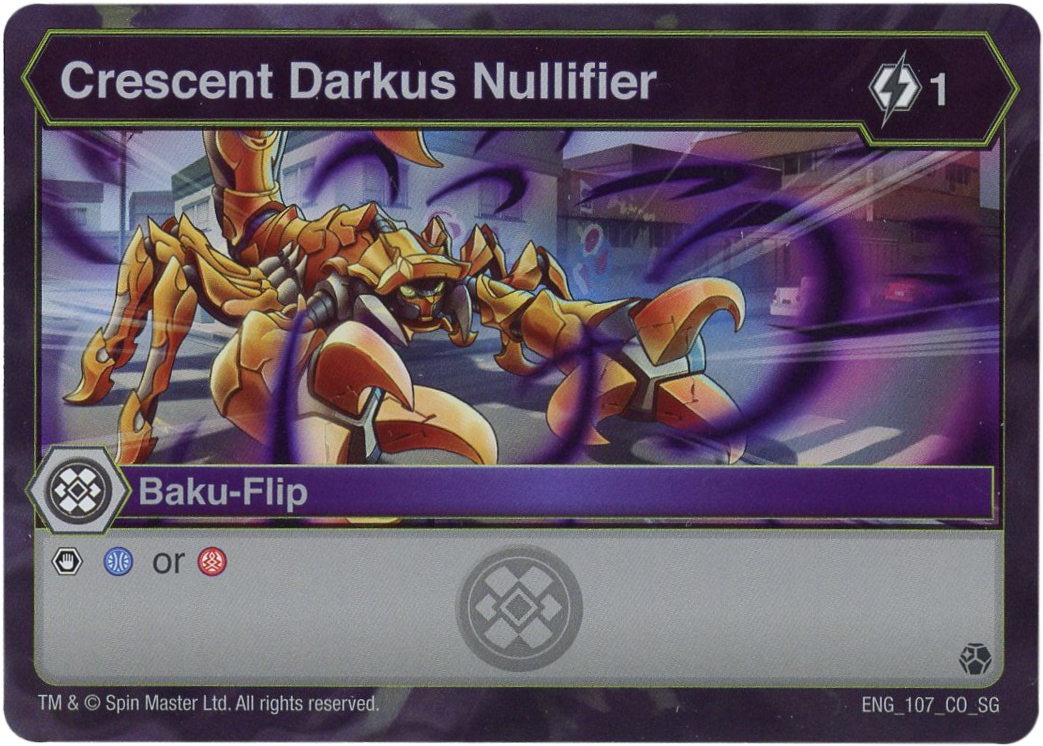 Crescent Darkus Nullifier 1
Baku-Flip
or
TM & © Spin Master Ltd. All rights reserved. ENG_107_CO_SG